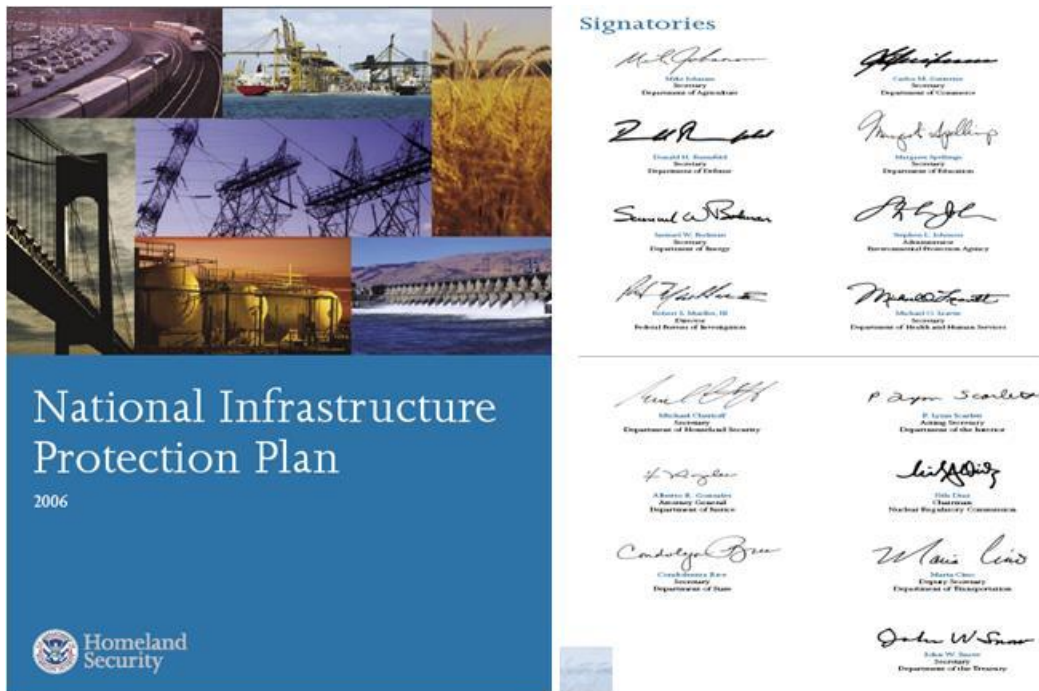 National Infrastructure
Protection Plan
2006
Homeland
Security
Signatories
Mike Johanns
Secretary
Department of Agriculture
Carlos M. Gutierrez
Secretary
Department of Commerce
Donald H. Rumsfeld
Secretary
Department of Defense
Margaret Spellings
Secretary
Department of Education
Samuel W. Bodman
Secretary
Department of Energy
Stephen L. Johnson
Administrator
Environmental Protection Agency
Robert S. Mueller, III
Director
Federal Bureau of Investigation
Michael O. Leavitt
Secretary
Department of Health and Human Services
Michael Chertoff
Secretary
Department of Homeland Security
P. Lynn Scarlett
Acting Secretary
Department of the Interior
Alberto R. Gonzales
Attorney General
Department of Justice
Nils Diaz
Chairman
Nuclear Regulatory Commission
Condoleezza Rice
Secretary
Department of State
Maria Cino
Deputy Secretary
Department of Transportation
John W. Snow
John W. Snow
Secretary
Department of the Treasury